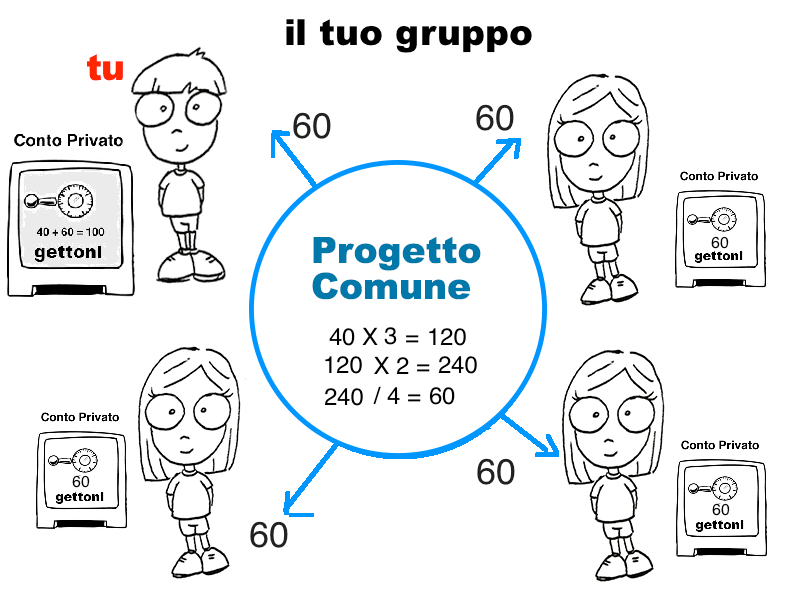 il tuo gruppo
tu
Conto Privato
40 + 60 = 100
gettoni
60
60
Conto Privato
60
gettoni
Progetto
Comune
40 X 3 = 120
120 X 2 = 240
240 / 4 = 60
Conto Privato
60
gettoni
60
60
Conto Privato
60
gettoni